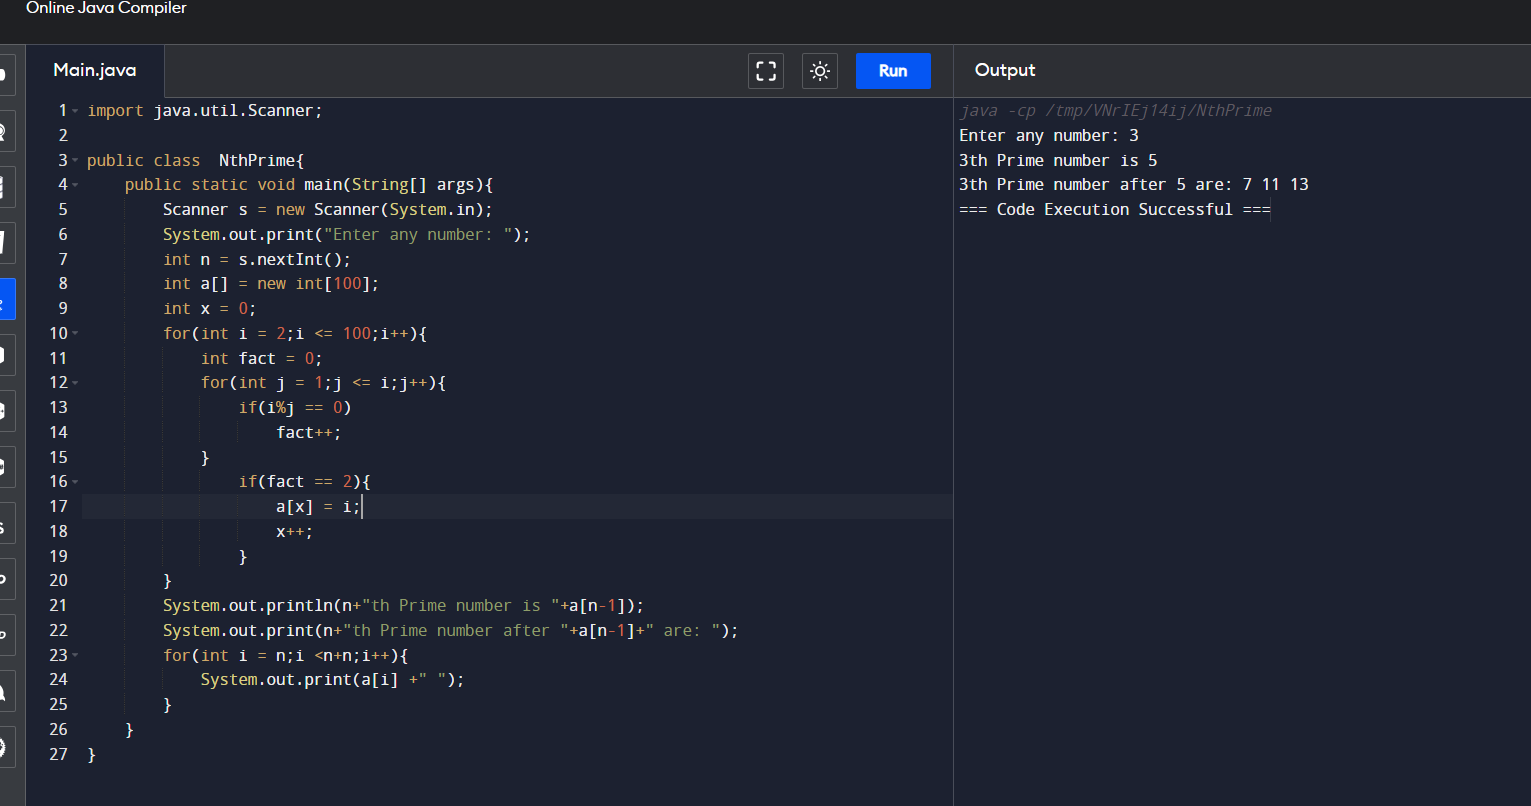 Online Java Compiler
Main.java
Run
Output
1 import java.util.Scanner;
2
3 public class  NthPrime{
4     public static void main(String[] args){
5         Scanner s = new Scanner(System.in);
6         System.out.print("Enter any number: ");
7         int n = s.nextInt();
8         int a[] = new int[100];
9         int x = 0;
10         for(int i = 2;i <= 100;i++){
11             int fact = 0;
12             for(int j = 1;j <= i;j++){
13                 if(i%j == 0)
14                     fact++;
15             }
16                 if(fact == 2){
17                     a[x] = i;
18                     x++;
19                 }
20         }
21         System.out.println(n+"th Prime number is "+a[n-1]);
22         System.out.print(n+"th Prime number after "+a[n-1]+" are: ");
23         for(int i = n;i <n+n;i++){
24             System.out.print(a[i] +" ");
25         }
26     }
27 }
java -cp /tmp/VNrIEj14ij/NthPrime
Enter any number: 3
3th Prime number is 5
3th Prime number after 5 are: 7 11 13
=== Code Execution Successful ===